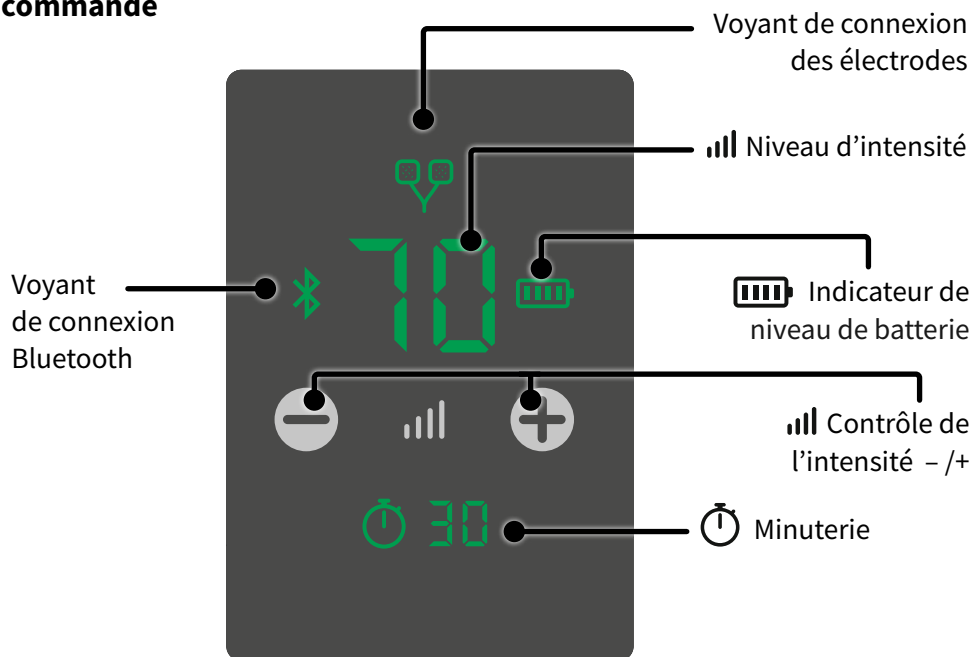 commande
Voyant de connexion
des électrodes
Niveau d’intensité
70
Voyant
de connexion
Bluetooth
Indicateur de
niveau de batterie
Contrôle de
l’intensité – /+
30
Minuterie